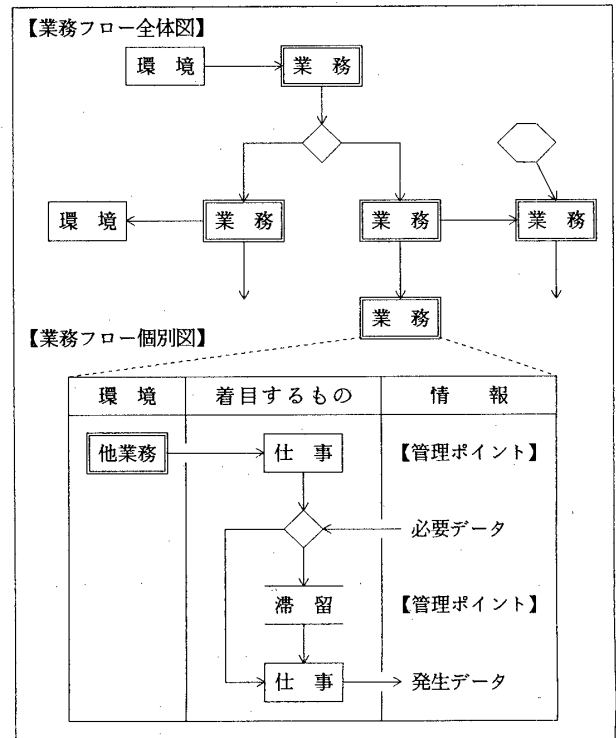 【業務フロー全体図】
環 境
業 務
環 境
業 務
業 務
業 務
業 務
【業務フロー個別図】
環 境
着目するもの
情 報
他業務
仕 事
【管理ポイント】
必要データ
滞 留
【管理ポイント】
仕 事
発生データ